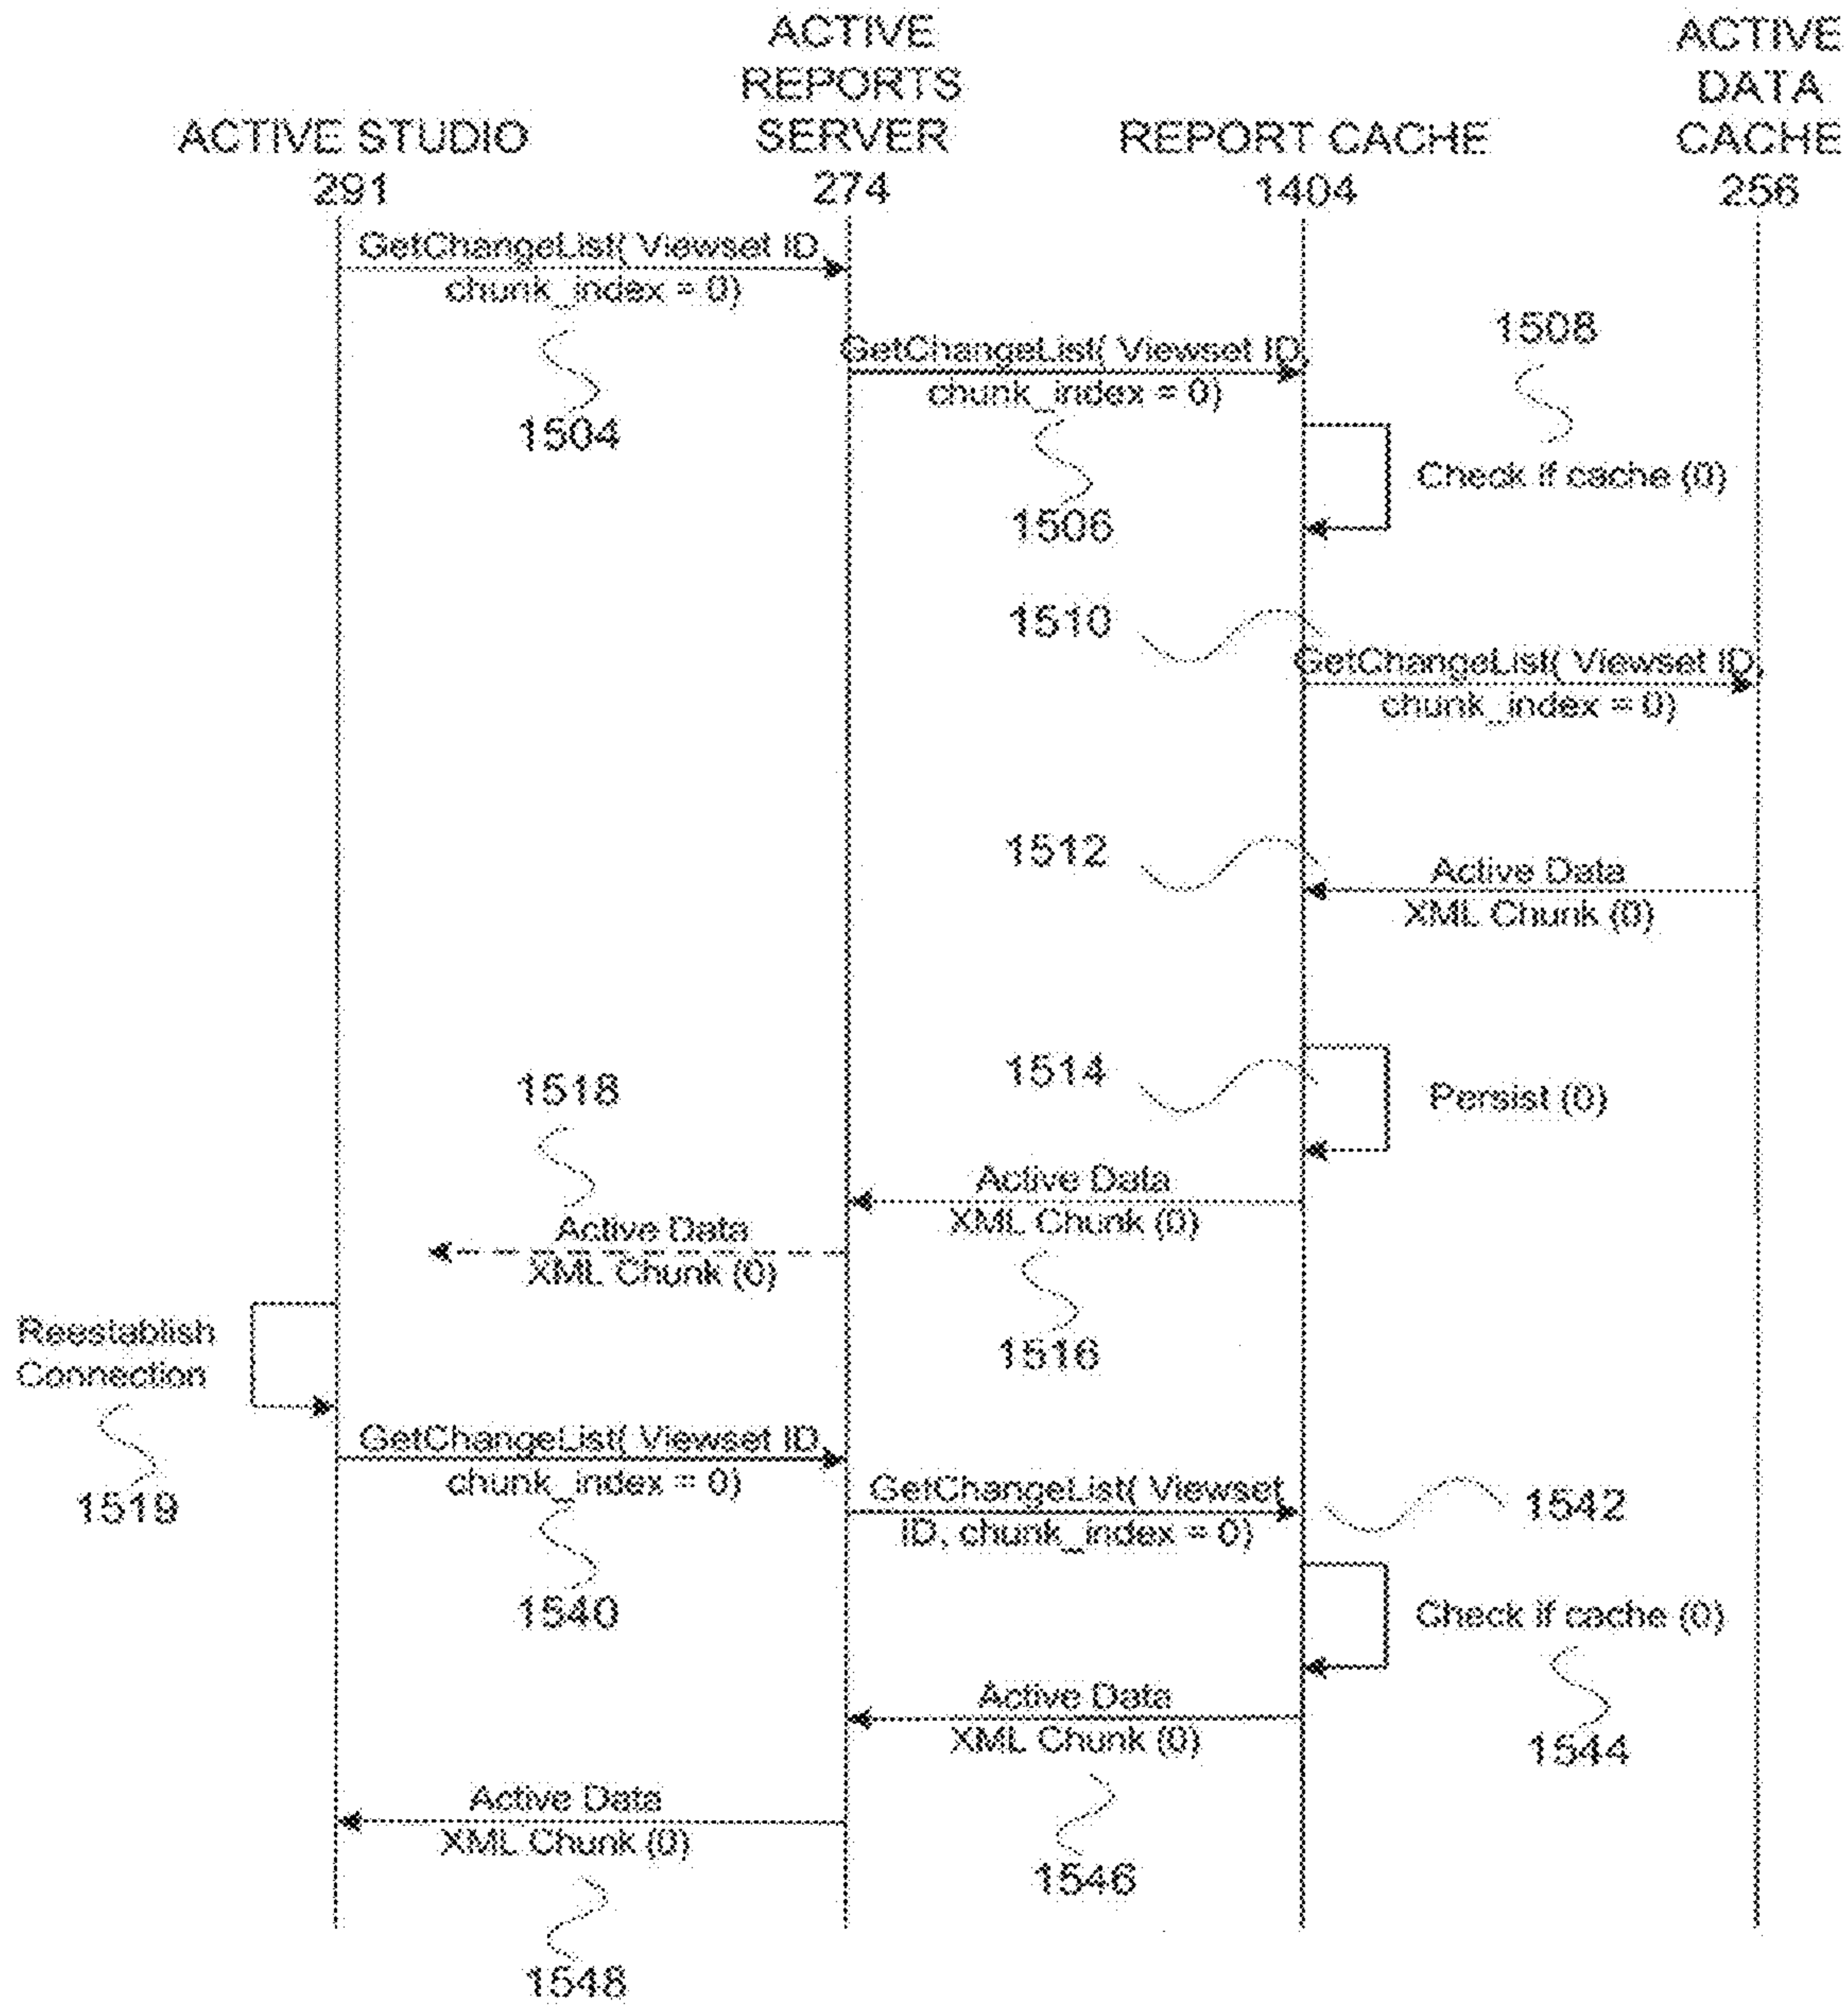 ACTIVE STUDIO
291
ACTIVE
REPORTS
SERVER
274
REPORT CACHE
1404
ACTIVE
DATA
CACHE
256
GetChangeList( Viewset ID,
chunk_index = 0)
1504
GetChangeList( Viewset ID,
chunk_index = 0)
1506
1508
Check if cache (0)
1510
GetChangeList( Viewset ID,
chunk_index = 0)
1512
Active Data
XML Chunk (0)
1514
Persist (0)
1518
Active Data
XML Chunk (0)
1516
Active Data
XML Chunk (0)
Reestablish
Connection
1519
GetChangeList( Viewset ID,
chunk_index = 0)
1540
GetChangeList( Viewset
ID, chunk_index = 0)
1542
Check if cache (0)
1544
Active Data
XML Chunk (0)
1546
Active Data
XML Chunk (0)
1548